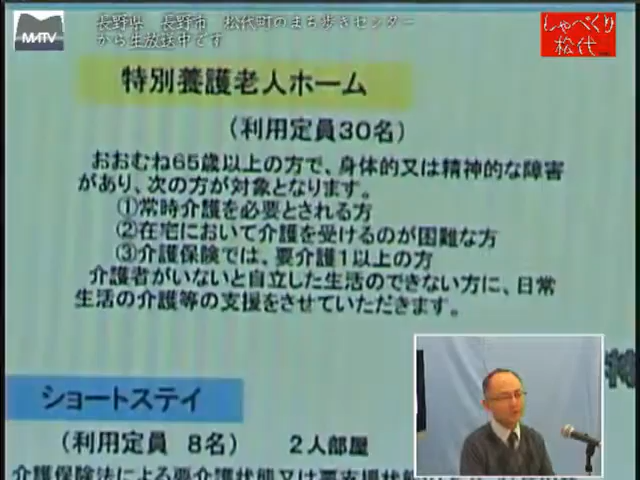 MATV
長野県　長野市　松代町のまち歩きセンター
から生放送中です
しゃべくり
松代
特別養護老人ホーム
（利用定員30名）
おおむね65歳以上の方で、身体的又は精神的な障害
があり、次の方が対象となります。
①常時介護を必要とされる方
②在宅において介護を受けるのが困難な方
③介護保険では、要介護1以上の方
介護者がいないと自立した生活のできない方に、日常
生活の介護等の支援をさせていただきます。
ショートステイ
（利用定員　8名）　　2人部屋
介護保険法による要介護状態又は要支援状態